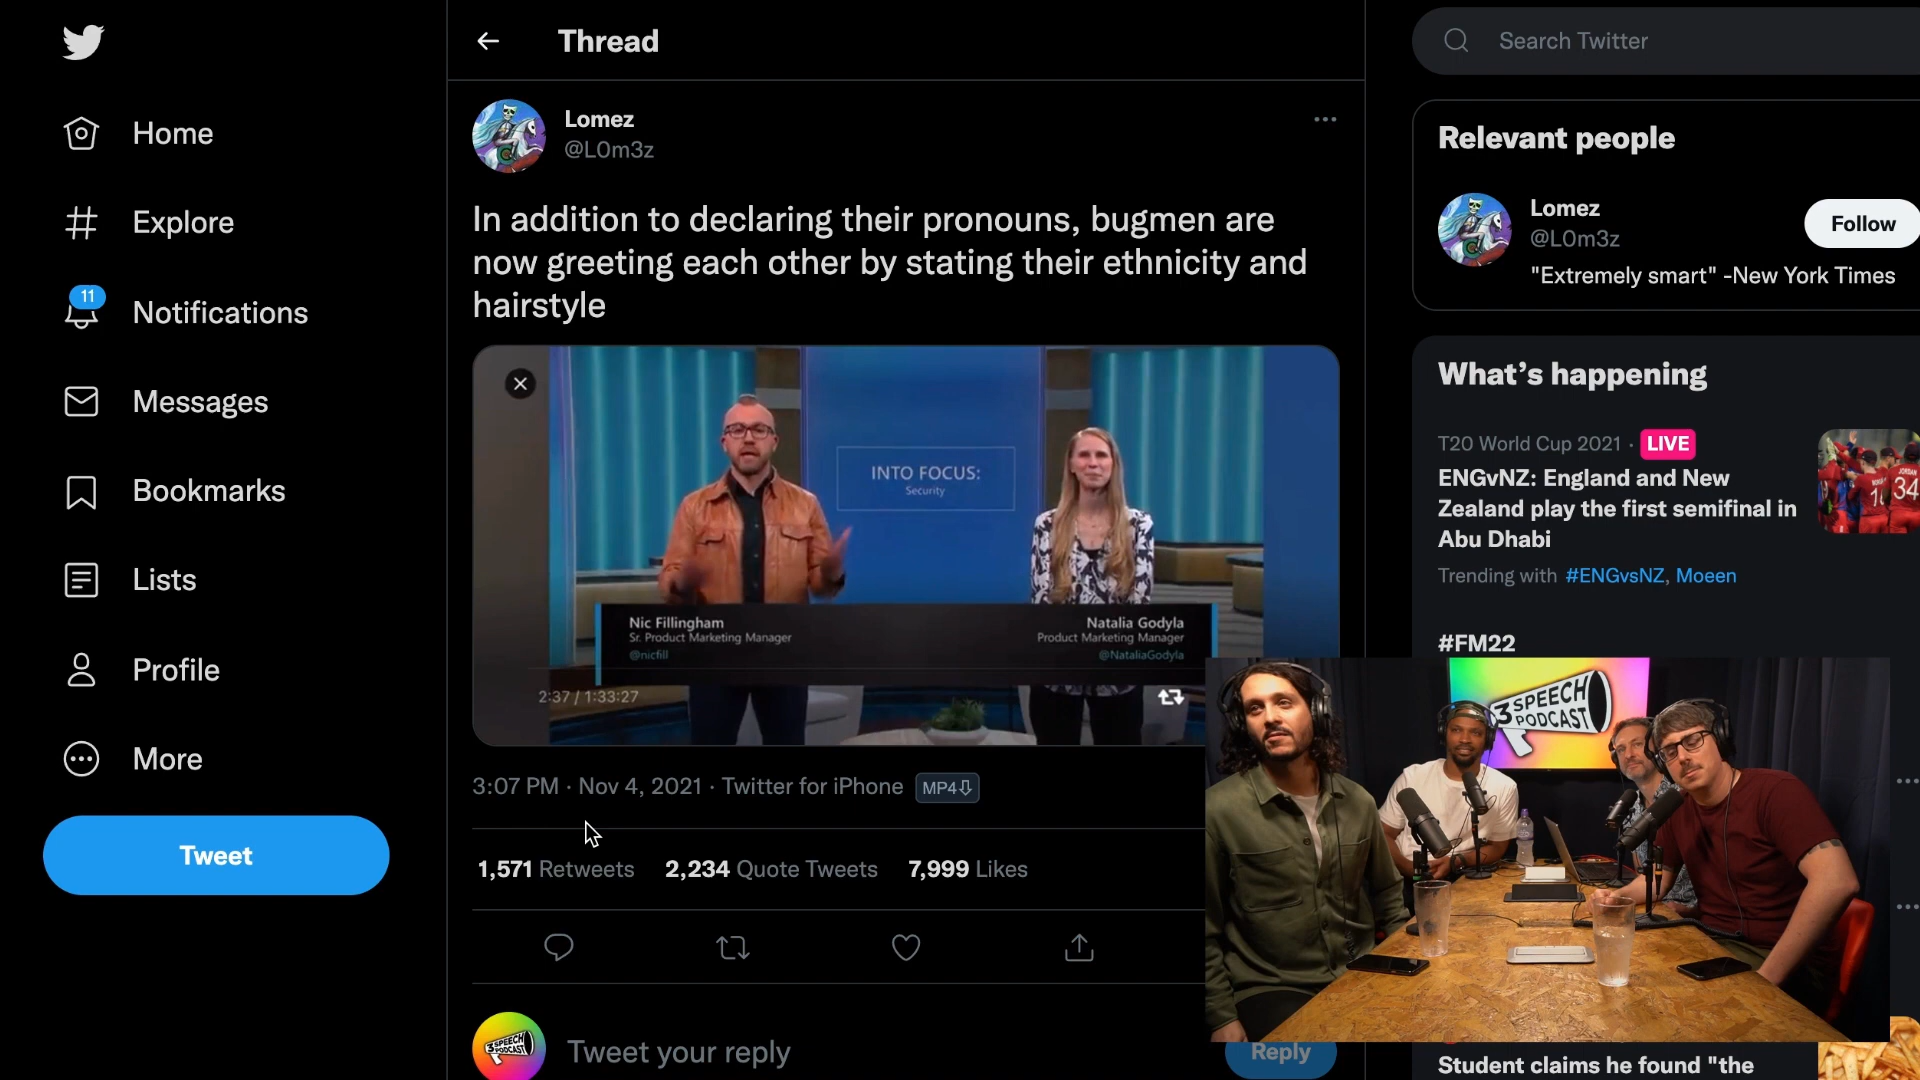 Thread
Search Twitter
Home
Explore
11
Notifications
Messages
Bookmarks
Lists
Profile
More
Tweet
Lomez
@L0m3z
In addition to declaring their pronouns, bugmen are
now greeting each other by stating their ethnicity and
hairstyle
INTO FOCUS:
Security
Nic Fillingham
Sr. Product Marketing Manager
@nicfill
Natalia Godyla
Product Marketing Manager
@NataliaGodyla
2:37 / 1:33:27
3:07 PM · Nov 4, 2021 · Twitter for iPhone
MP4
1,571 Retweets 2,234 Quote Tweets 7,999 Likes
3 SPEECH
PODCAST
Tweet your reply
Reply
Relevant people
Lomez
@L0m3z
Follow
"Extremely smart" -New York Times
What's happening
T20 World Cup 2021 · LIVE
ENGvNZ: England and New
Zealand play the first semifinal in
Abu Dhabi
Trending with #ENGvsNZ, Moeen
JORDAN
34
#FM22
3 SPEECH
PODCAST
Student claims he found "the